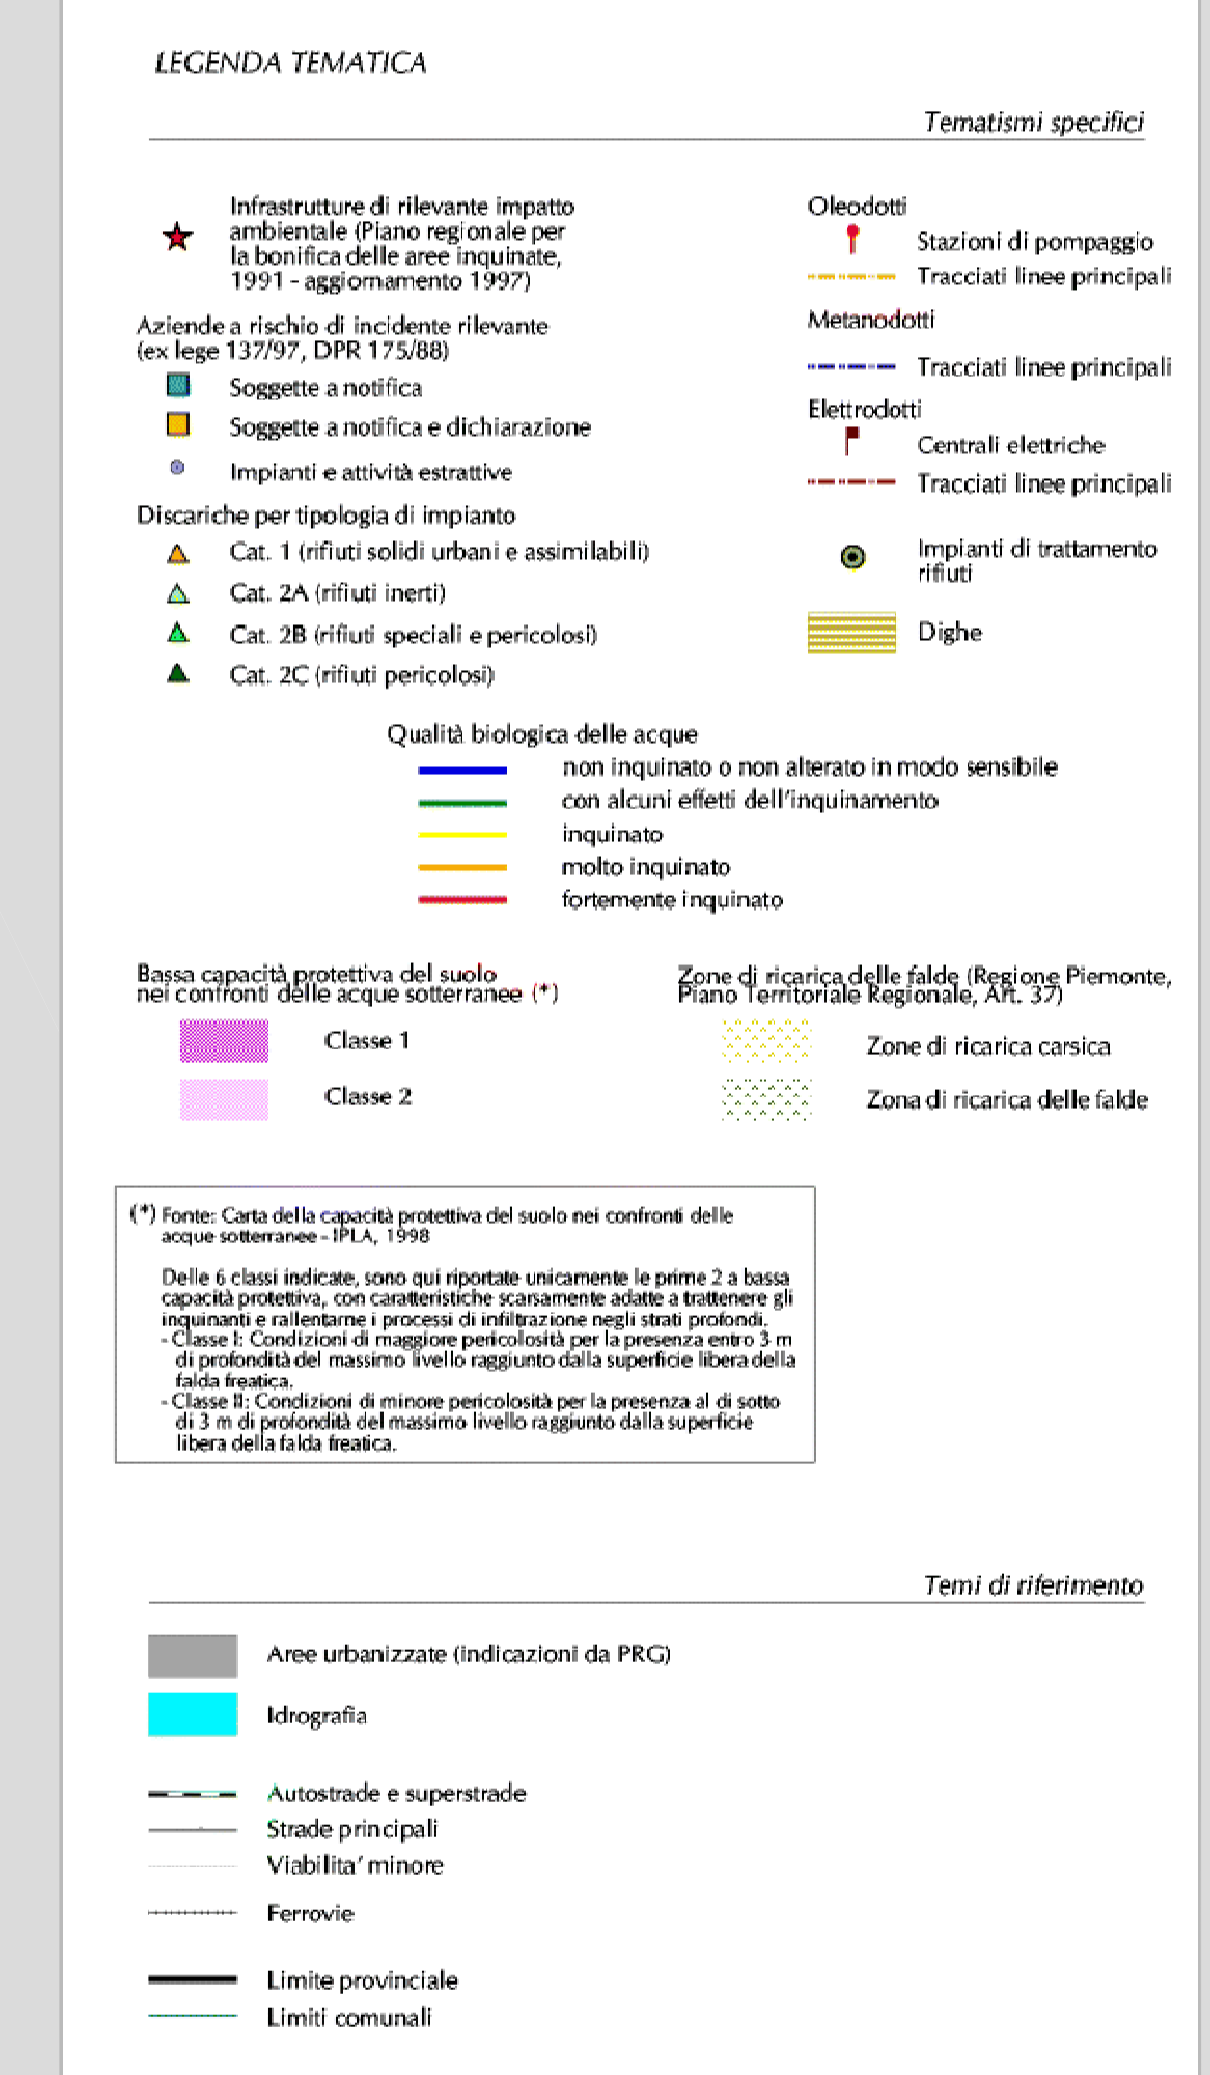 LEGENDA TEMATICA
Tematismi specifici
Infrastrutture di rilevante impatto
ambientale (Piano regionale per
la bonifica delle aree inquinate,
1991 - aggiornamento 1997)
Aziende a rischio di incidente rilevante
(ex lege 137/97, DPR 175/88)
Soggette a notifica
Soggette a notifica e dichiarazione
Impianti e attività estrattive
Discariche per tipologia di impianto
Cat. 1 (rifiuti solidi urbani e assimilabili)
Cat. 2A (rifiuti inerti)
Cat. 2B (rifiuti speciali e pericolosi)
Cat. 2C (rifiuti pericolosi)
Oleodotti
Stazioni di pompaggio
Tracciati linee principali
Metanodotti
Tracciati linee principali
Elettrodotti
Centrali elettriche
Tracciati linee principali
Impianti di trattamento
rifiuti
Dighe
Qualità biologica delle acque
non inquinato o non alterato in modo sensibile
con alcuni effetti dell'inquinamento
inquinato
molto inquinato
fortemente inquinato
Bassa capacità protettiva del suolo
nei confronti delle acque sotterranee (*)
Classe 1
Classe 2
Zone di ricarica delle falde (Regione Piemonte,
Piano Territoriale Regionale, Art. 37)
Zone di ricarica carsica
Zona di ricarica delle falde
(*) Fonte: Carta della capacità protettiva del suolo nei confronti delle
acque sotterranee - IPLA, 1998
Delle 6 classi indicate, sono qui riportate unicamente le prime 2 a bassa
capacità protettiva, con caratteristiche scarsamente adatte a trattenere gli
inquinanti e rallentarne i processi di infiltrazione negli strati profondi.
- Classe I: Condizioni di maggiore pericolosità per la presenza entro 3 m
di profondità del massimo livello raggiunto dalla superficie libera della
falda freatica.
- Classe II: Condizioni di minore pericolosità per la presenza al di sotto
di 3 m di profondità del massimo livello raggiunto dalla superficie
libera della falda freatica.
Temi di riferimento
Aree urbanizzate (indicazioni da PRG)
Idrografia
Autostrade e superstrade
Strade principali
Viabilita' minore
Ferrovie
Limite provinciale
Limiti comunali